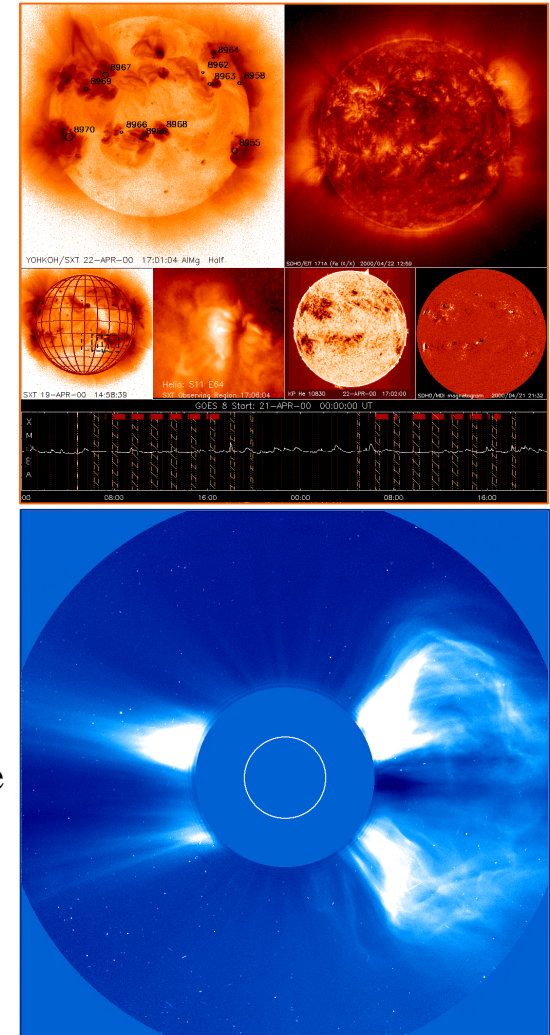 8964
8967
8962
8969
8963
8958
8970
8966
8968
8955
YOHKOH/SXT 22-APR-00 17:01:04 AlMg Half
SOHO/EIT 171A (Fe IX/X) 2000/04/22 12:59
Helio: S11 E64
SXT 19-APR-00 14:58:39
SXT Observing Region 17:06:04
KP He 10830 22-APR-00 17:02:00
SOHO/MDI magnetogram 2000/04/21 21:32
GOES 8 Start: 21-APR-00 00:00:00 UT
X
M
C
B
A
00 08:00 16:00 00:00 08:00 16:00
e